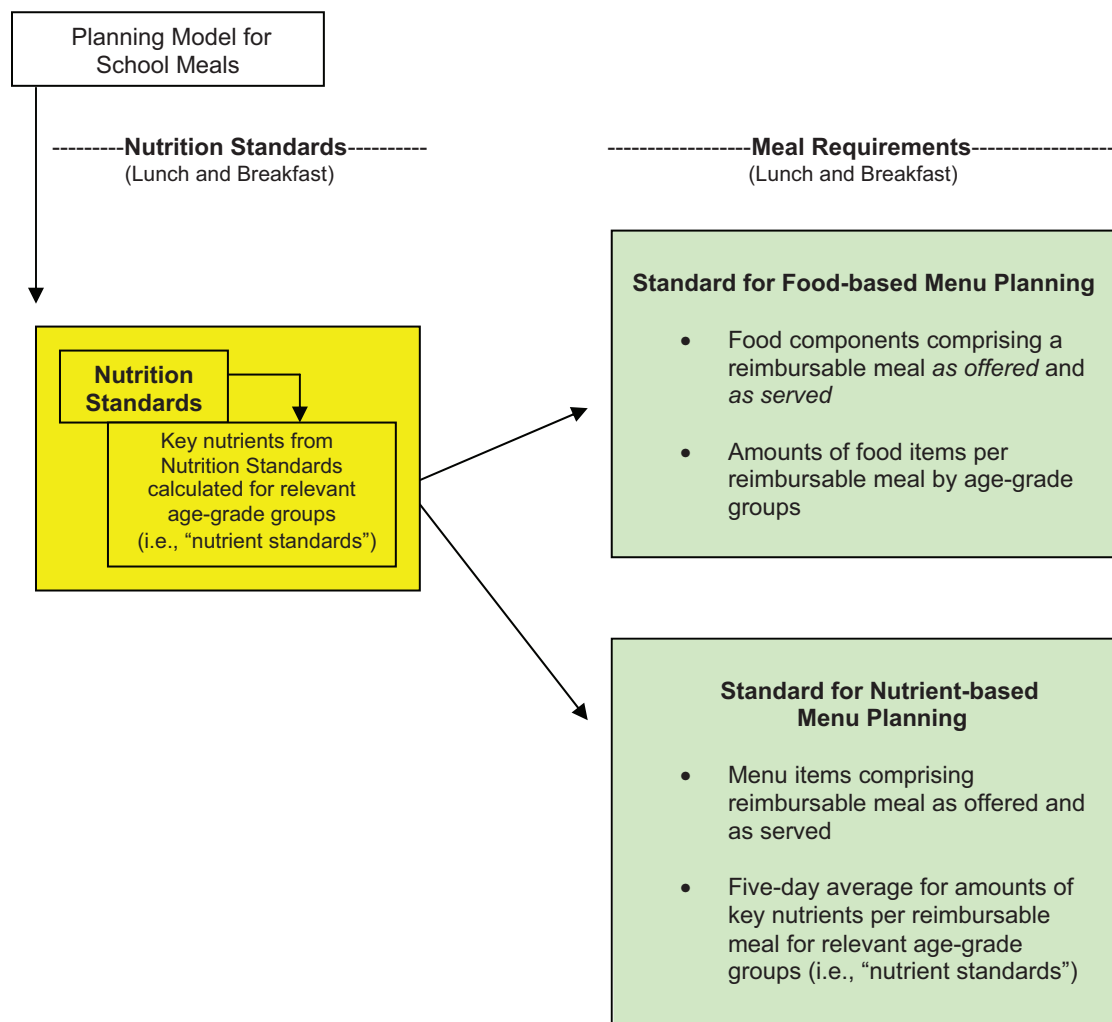 Planning Model for
School Meals
---------Nutrition Standards----------
(Lunch and Breakfast)
------------------Meal Requirements------------------
(Lunch and Breakfast)
Nutrition
Standards
Key nutrients from
Nutrition Standards
calculated for relevant
age-grade groups
(i.e., “nutrient standards”)
Standard for Food-based Menu Planning
• Food components comprising a
reimbursable meal as offered and
as served
• Amounts of food items per
reimbursable meal by age-grade
groups
Standard for Nutrient-based
Menu Planning
• Menu items comprising
reimbursable meal as offered and
as served
• Five-day average for amounts of
key nutrients per reimbursable
meal for relevant age-grade
groups (i.e., “nutrient standards”)